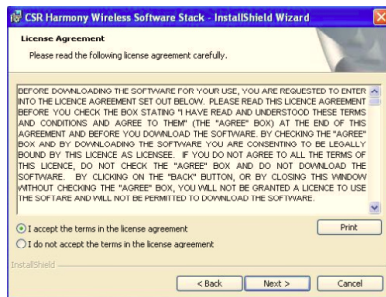 CSR Harmony Wireless Software Stack - InstallShield Wizard
License Agreement
Please read the following license agreement carefully.
BEFORE DOWNLOADING THE SOFTWARE FOR YOUR USE, YOU ARE REQUESTED TO ENTER
INTO THE LICENCE AGREEMENT SET OUT BELOW. PLEASE READ THIS LICENCE AGREEMENT
BEFORE YOU CHECK THE BOX STATING "I HAVE READ AND UNDERSTOOD THESE TERMS
AND CONDITIONS AND AGREE TO THEM" (THE "AGREE" BOX) AT THE END OF THIS
AGREEMENT AND BEFORE YOU DOWNLOAD THE SOFTWARE. BY CHECKING THE "AGREE"
BOX AND BY DOWNLOADING THE SOFTWARE YOU ARE CONSENTING TO BE LEGALLY
BOUND BY THIS LICENCE AS LICENSEE. IF YOU DO NOT AGREE TO ALL THE TERMS OF
THIS LICENCE, DO NOT CHECK THE "AGREE" BOX AND DO NOT DOWNLOAD THE
SOFTWARE. BY CLICKING ON THE "BACK" BUTTON, OR BY CLOSING THIS WINDOW
WITHOUT CHECKING THE "AGREE" BOX, YOU WILL NOT BE GRANTED A LICENCE TO USE
THE SOFTARE AND WILL NOT BE PERMITTED TO DOWNLOAD THE SOFTWARE.
I accept the terms in the license agreement
Print
I do not accept the terms in the license agreement
InstallShield
< Back
Next >
Cancel